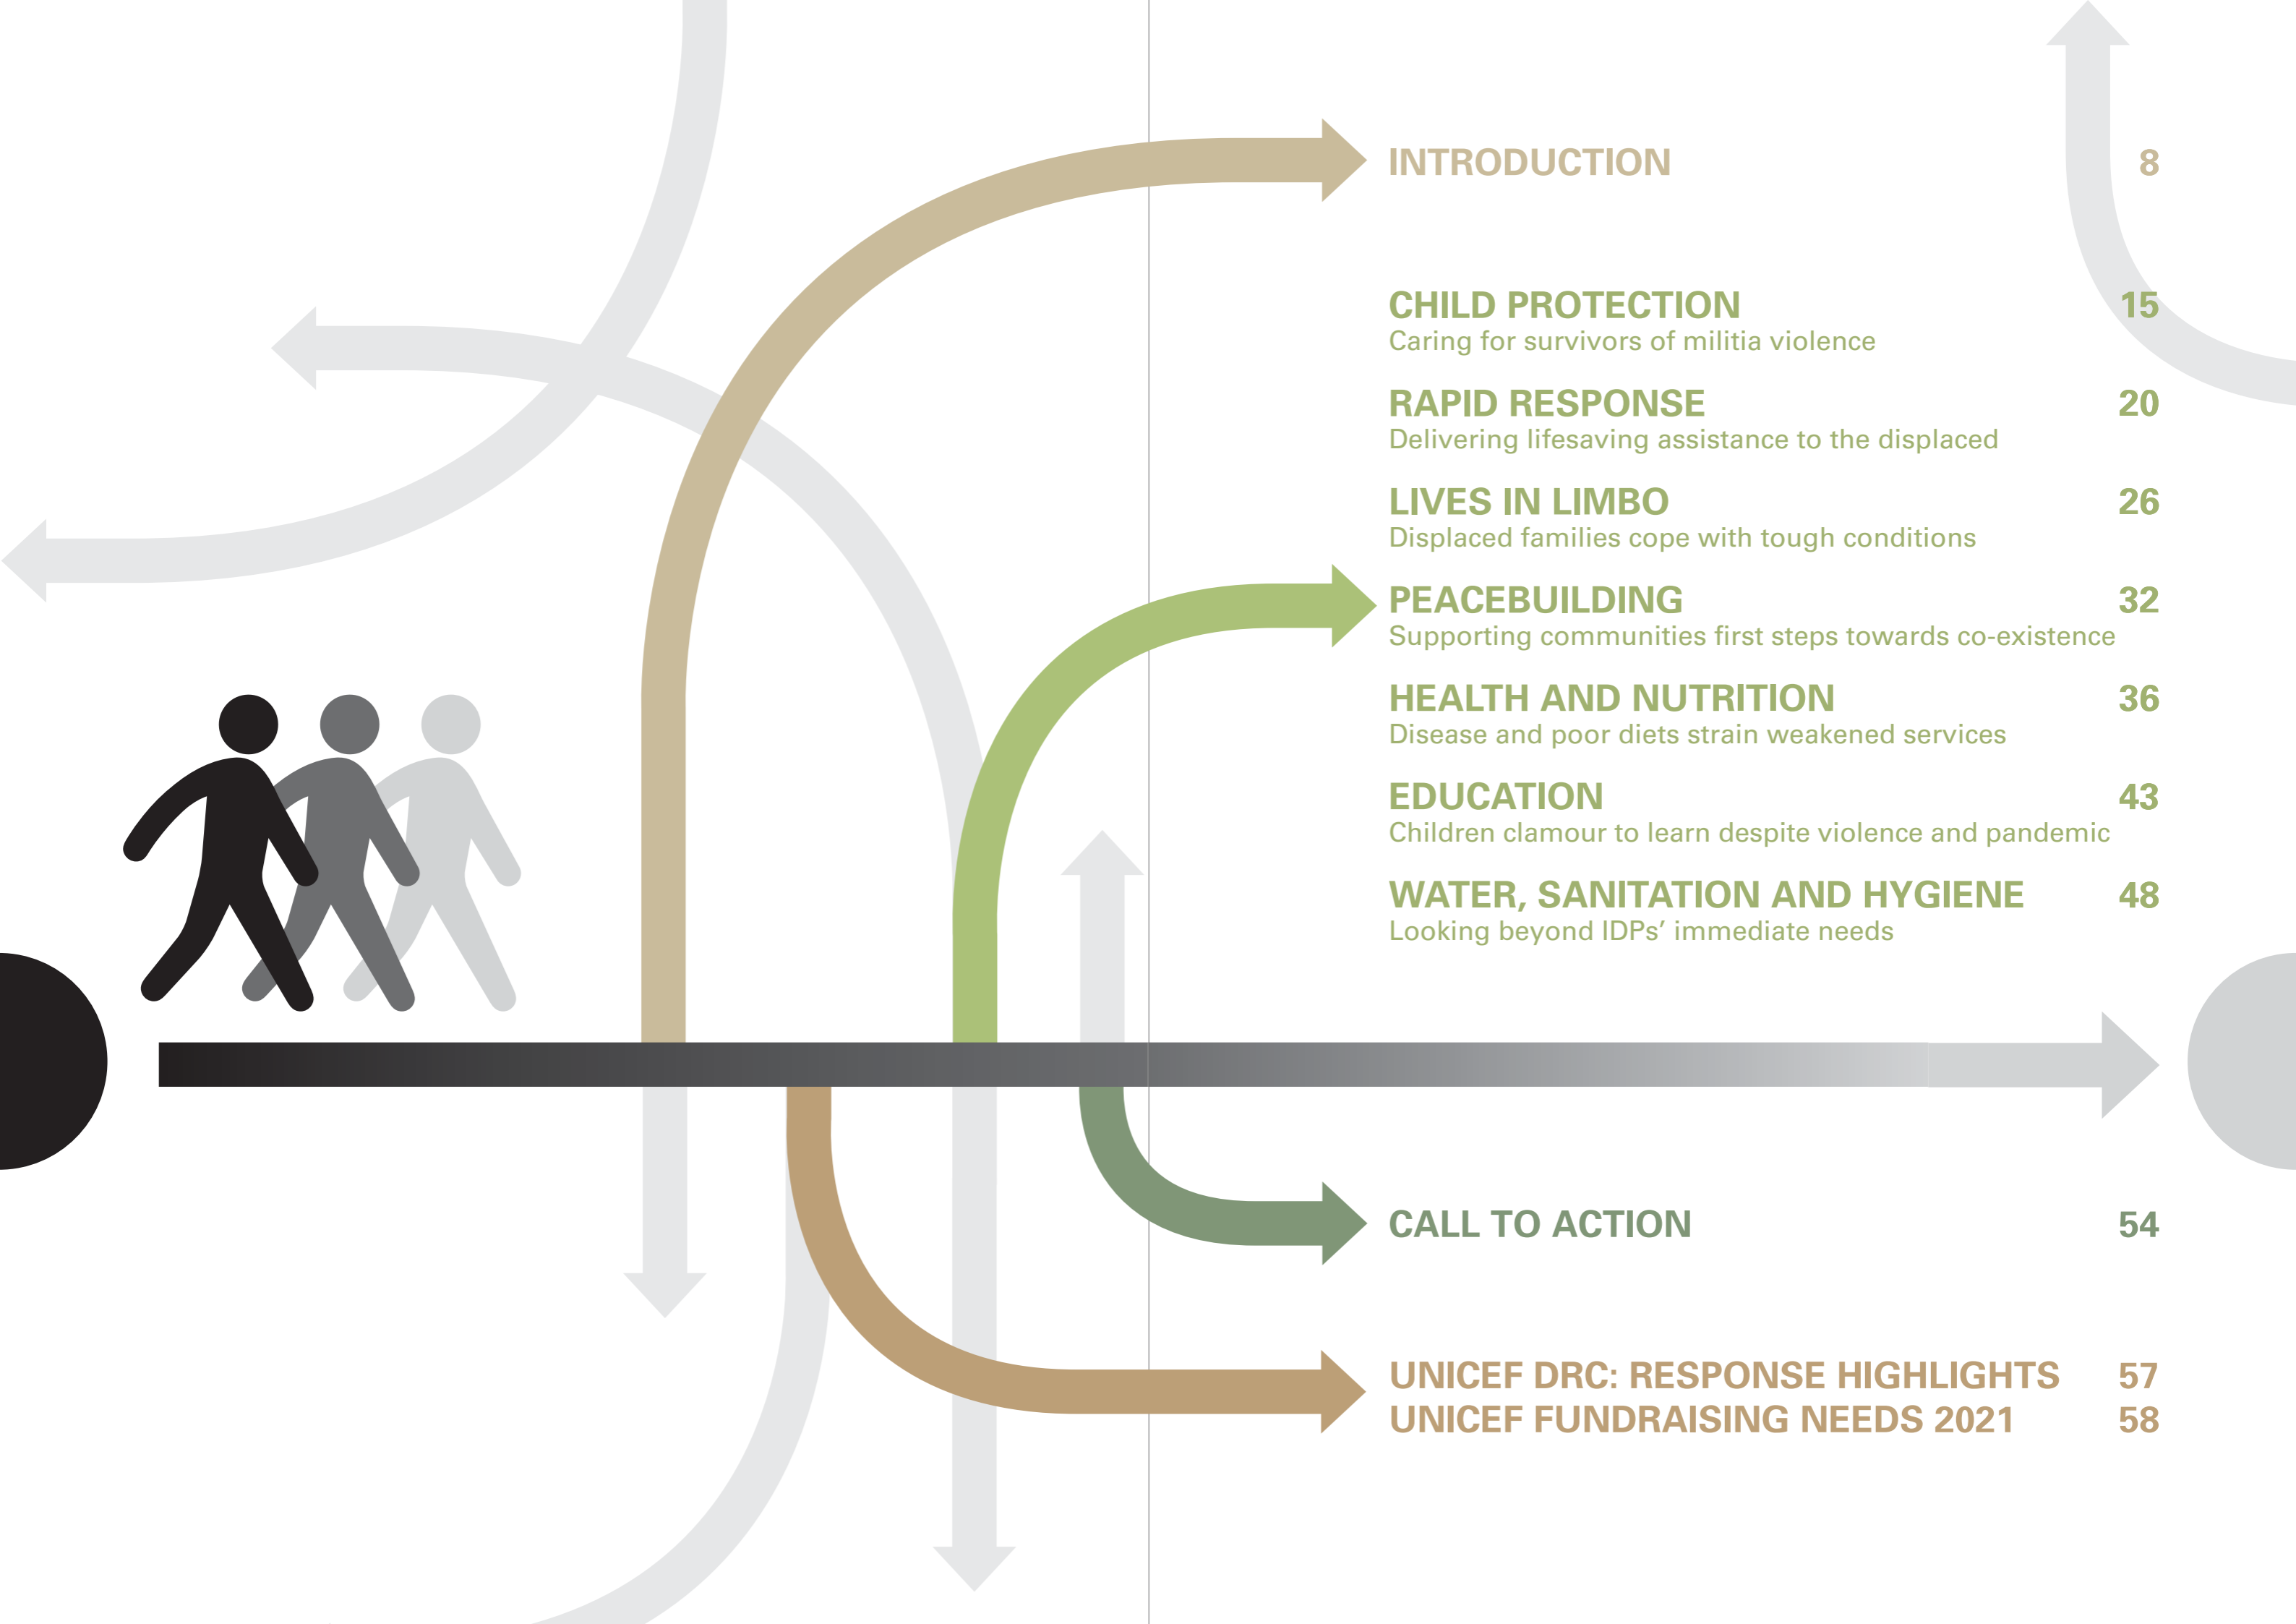 INTRODUCTION 8
CHILD PROTECTION 15
Caring for survivors of militia violence
RAPID RESPONSE 20
Delivering lifesaving assistance to the displaced
LIVES IN LIMBO 26
Displaced families cope with tough conditions
PEACEBUILDING 32
Supporting communities first steps towards co-existence
HEALTH AND NUTRITION 36
Disease and poor diets strain weakened services
EDUCATION 43
Children clamour to learn despite violence and pandemic
WATER, SANITATION AND HYGIENE 48
Looking beyond IDPs’ immediate needs
CALL TO ACTION 54
UNICEF DRC: RESPONSE HIGHLIGHTS 57
UNICEF FUNDRAISING NEEDS 2021 58